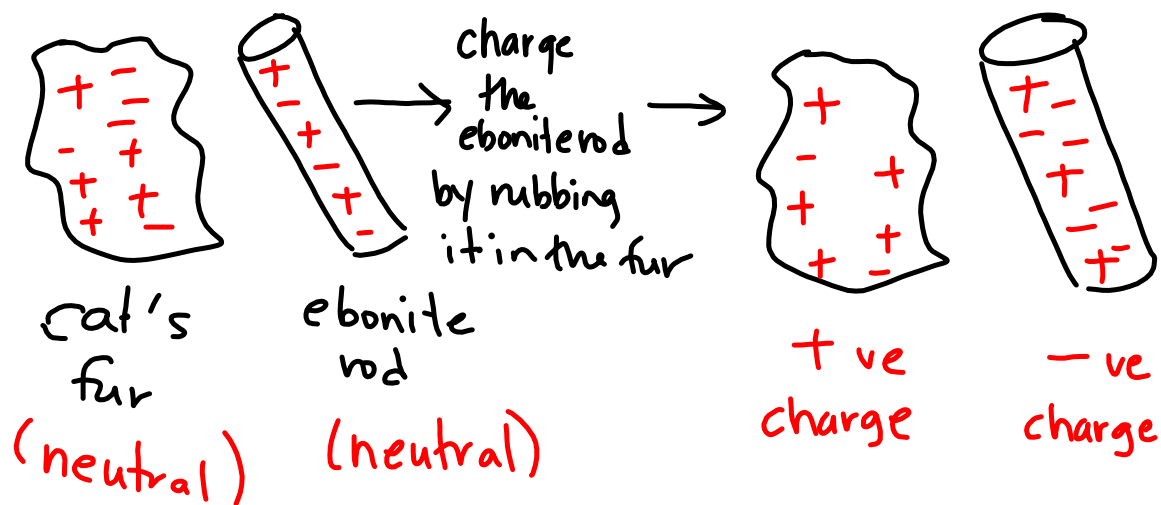 charge
the
ebonite rod
by rubbing
it in the fur
cat's
fur
(neutral)
ebonite
rod
(neutral)
+ ve
charge
- ve
charge